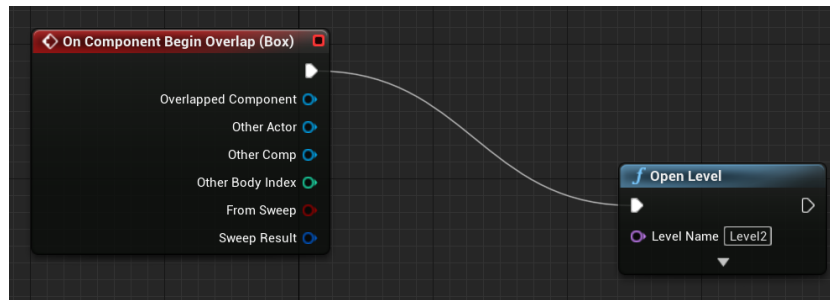 On Component Begin Overlap (Box)
Overlapped Component
Other Actor
Other Comp
Other Body Index
From Sweep
Sweep Result
f Open Level
Level Name Level2